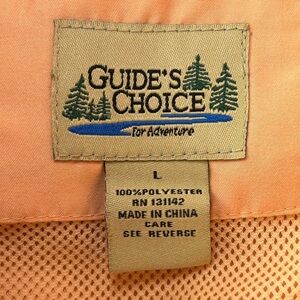 GUIDE'S
CHOICE
For Adventure
L
100% POLYESTER
RN 131142
MADE IN CHINA
CARE
SEE REVERSE